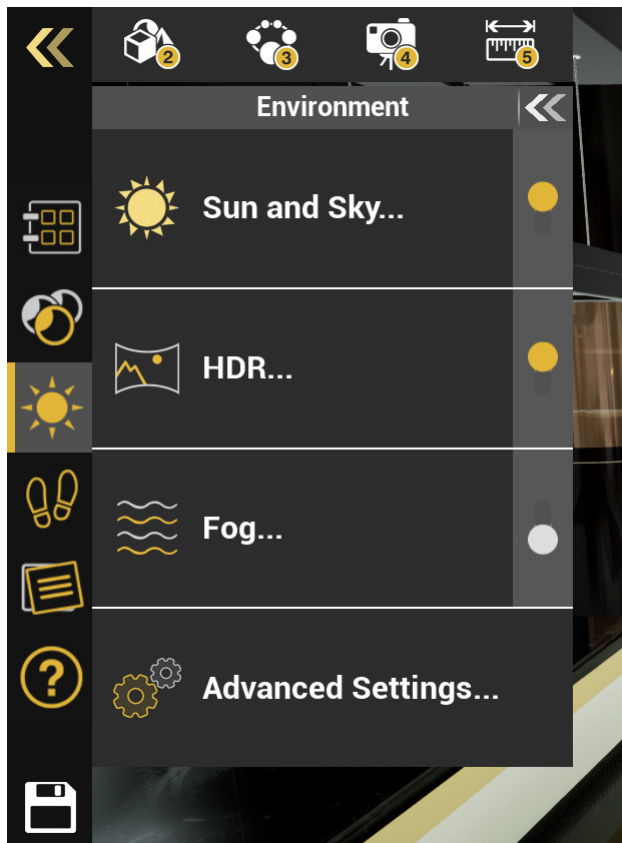 2
3
4
5
Environment
Sun and Sky...
HDR...
Fog...
?
Advanced Settings...